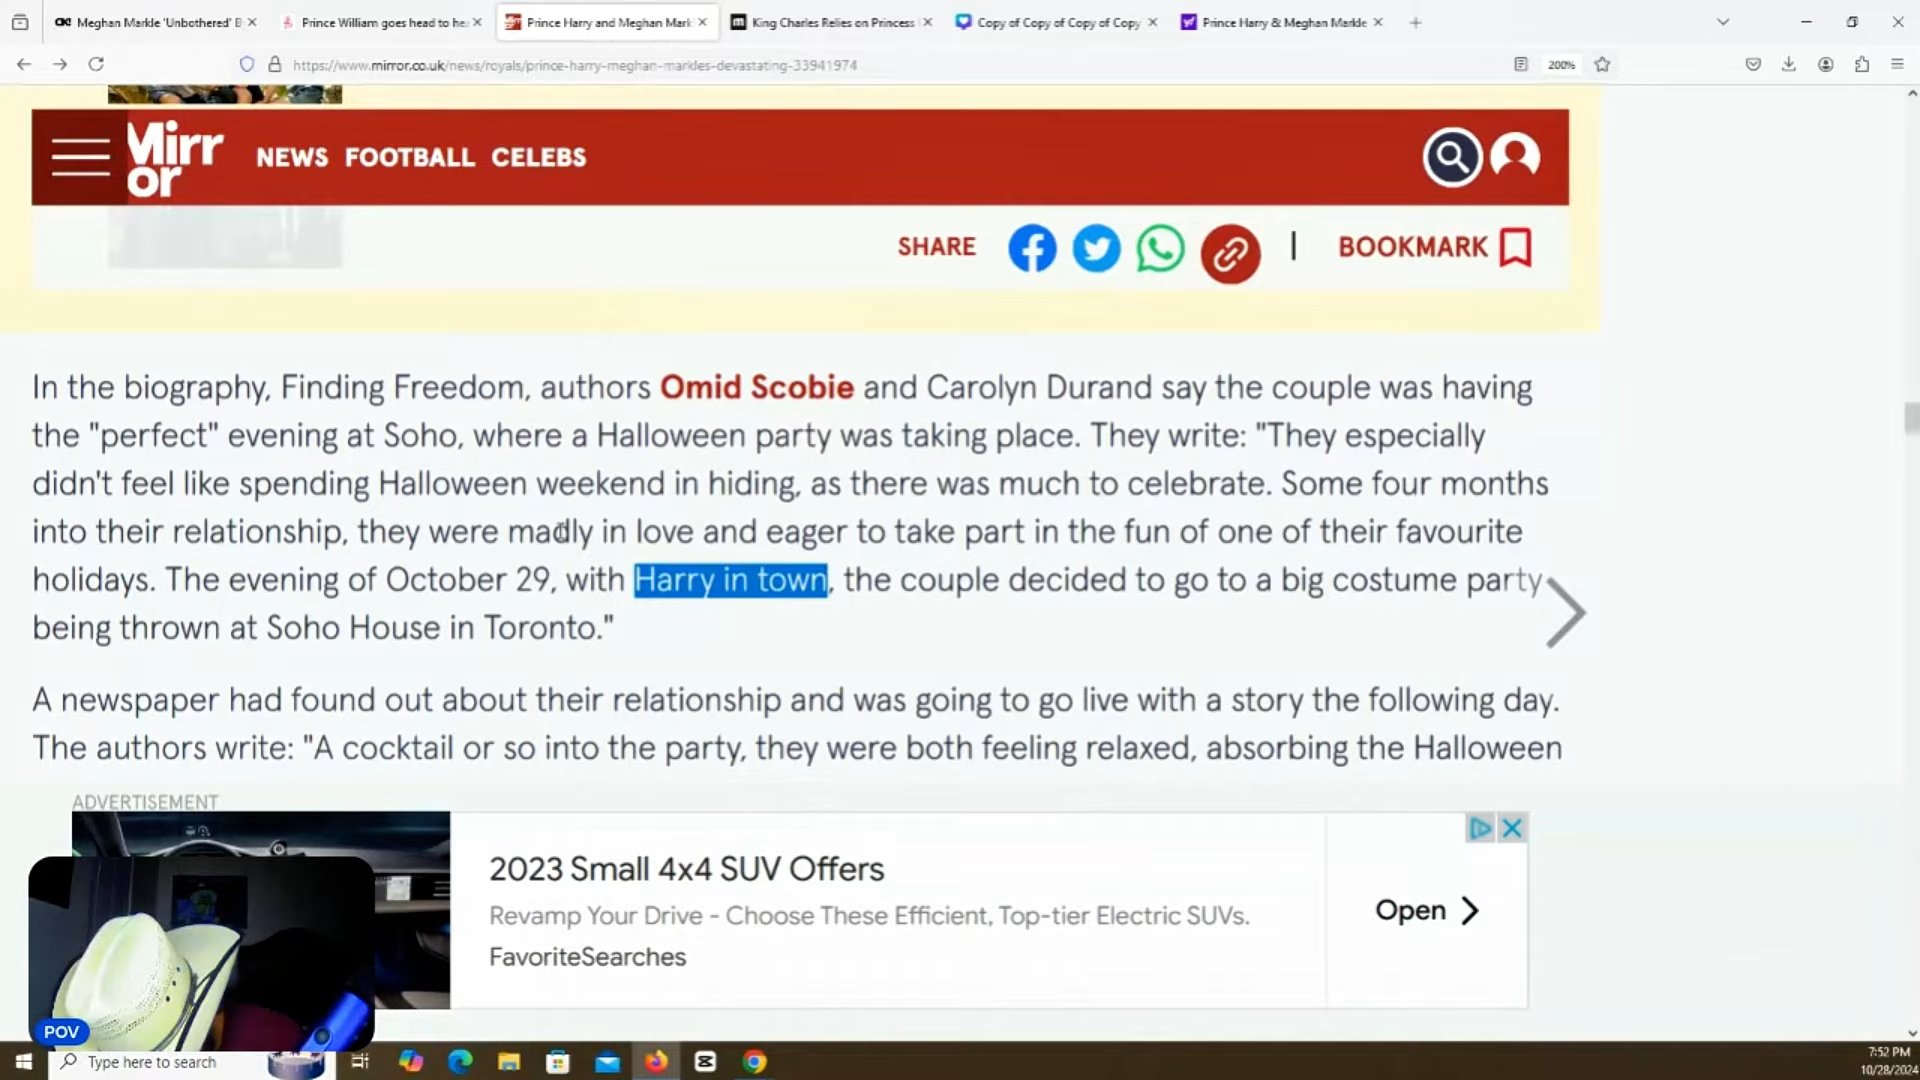 Meghan Markle 'Unbothered' B
Prince William goes head to he
Prince Harry and Meghan Mark
King Charles Relies on Princess
Copy of Copy of Copy of Copy
Prince Harry & Meghan Markle
https://www.mirror.co.uk/news/royals/prince-harry-meghan-markles-devastating-33941974
200%
Mirror
NEWS FOOTBALL CELEBS
SHARE
BOOKMARK
In the biography, Finding Freedom, authors Omid Scobie and Carolyn Durand say the couple was having
the "perfect" evening at Soho, where a Halloween party was taking place. They write: "They especially
didn't feel like spending Halloween weekend in hiding, as there was much to celebrate. Some four months
into their relationship, they were madly in love and eager to take part in the fun of one of their favourite
holidays. The evening of October 29, with Harry in town, the couple decided to go to a big costume party
being thrown at Soho House in Toronto."
A newspaper had found out about their relationship and was going to go live with a story the following day.
The authors write: "A cocktail or so into the party, they were both feeling relaxed, absorbing the Halloween
ADVERTISEMENT
2023 Small 4x4 SUV Offers
Revamp Your Drive - Choose These Efficient, Top-tier Electric SUVs.
FavoriteSearches
Open
POV
Type here to search
7:52 PM
10/28/2024